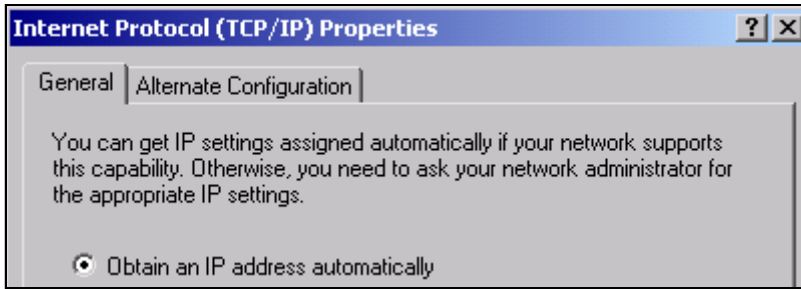 Internet Protocol (TCP/IP) Properties
General
Alternate Configuration
You can get IP settings assigned automatically if your network supports
this capability. Otherwise, you need to ask your network administrator for
the appropriate IP settings.
Obtain an IP address automatically